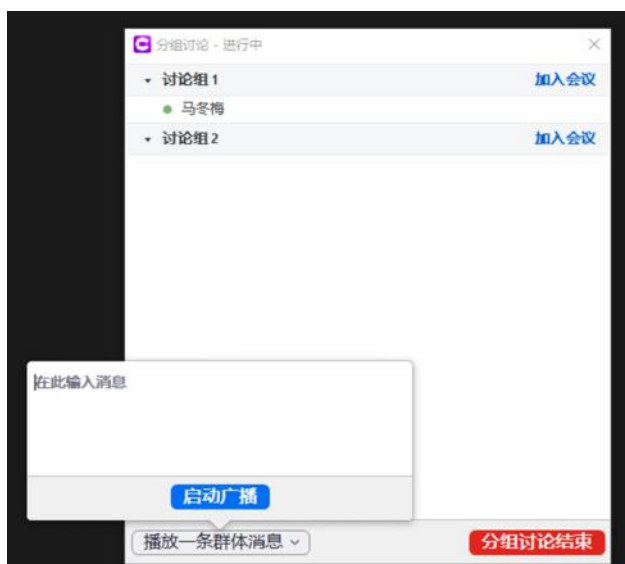 分组讨论 - 进行中
讨论组 1
加入会议
马冬梅
讨论组 2
加入会议
在此输入消息
启动广播
播放一条群体消息
分组讨论结束